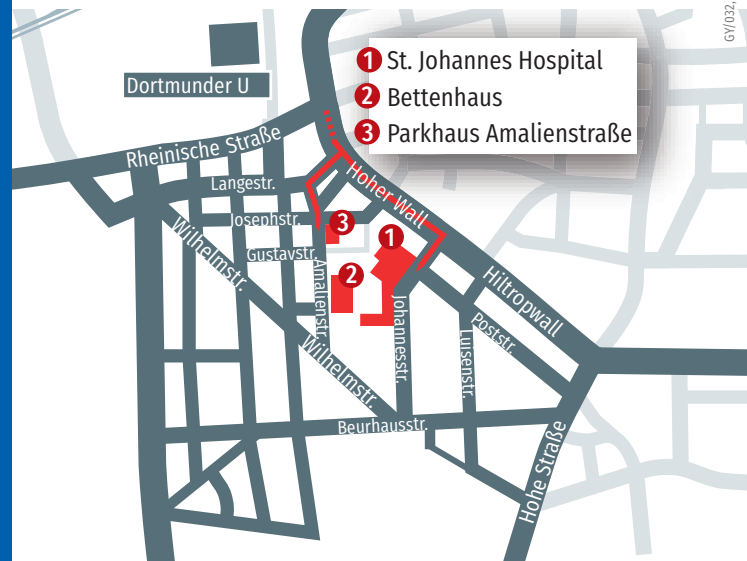 GY/032,
1 St. Johannes Hospital
2 Bettenhaus
3 Parkhaus Amalienstraße
Dortmunder U
Rheinische Straße
Langestr.
Hoher Wall
Josephstr.
3
1
Wilhelmstr.
Gustavstr.
Amalienstr.
2
Hiltropwall
Johannesstr.
Poststr.
Luisenstr.
Wilhelmstr.
Beurhausstr.
Hohe Straße